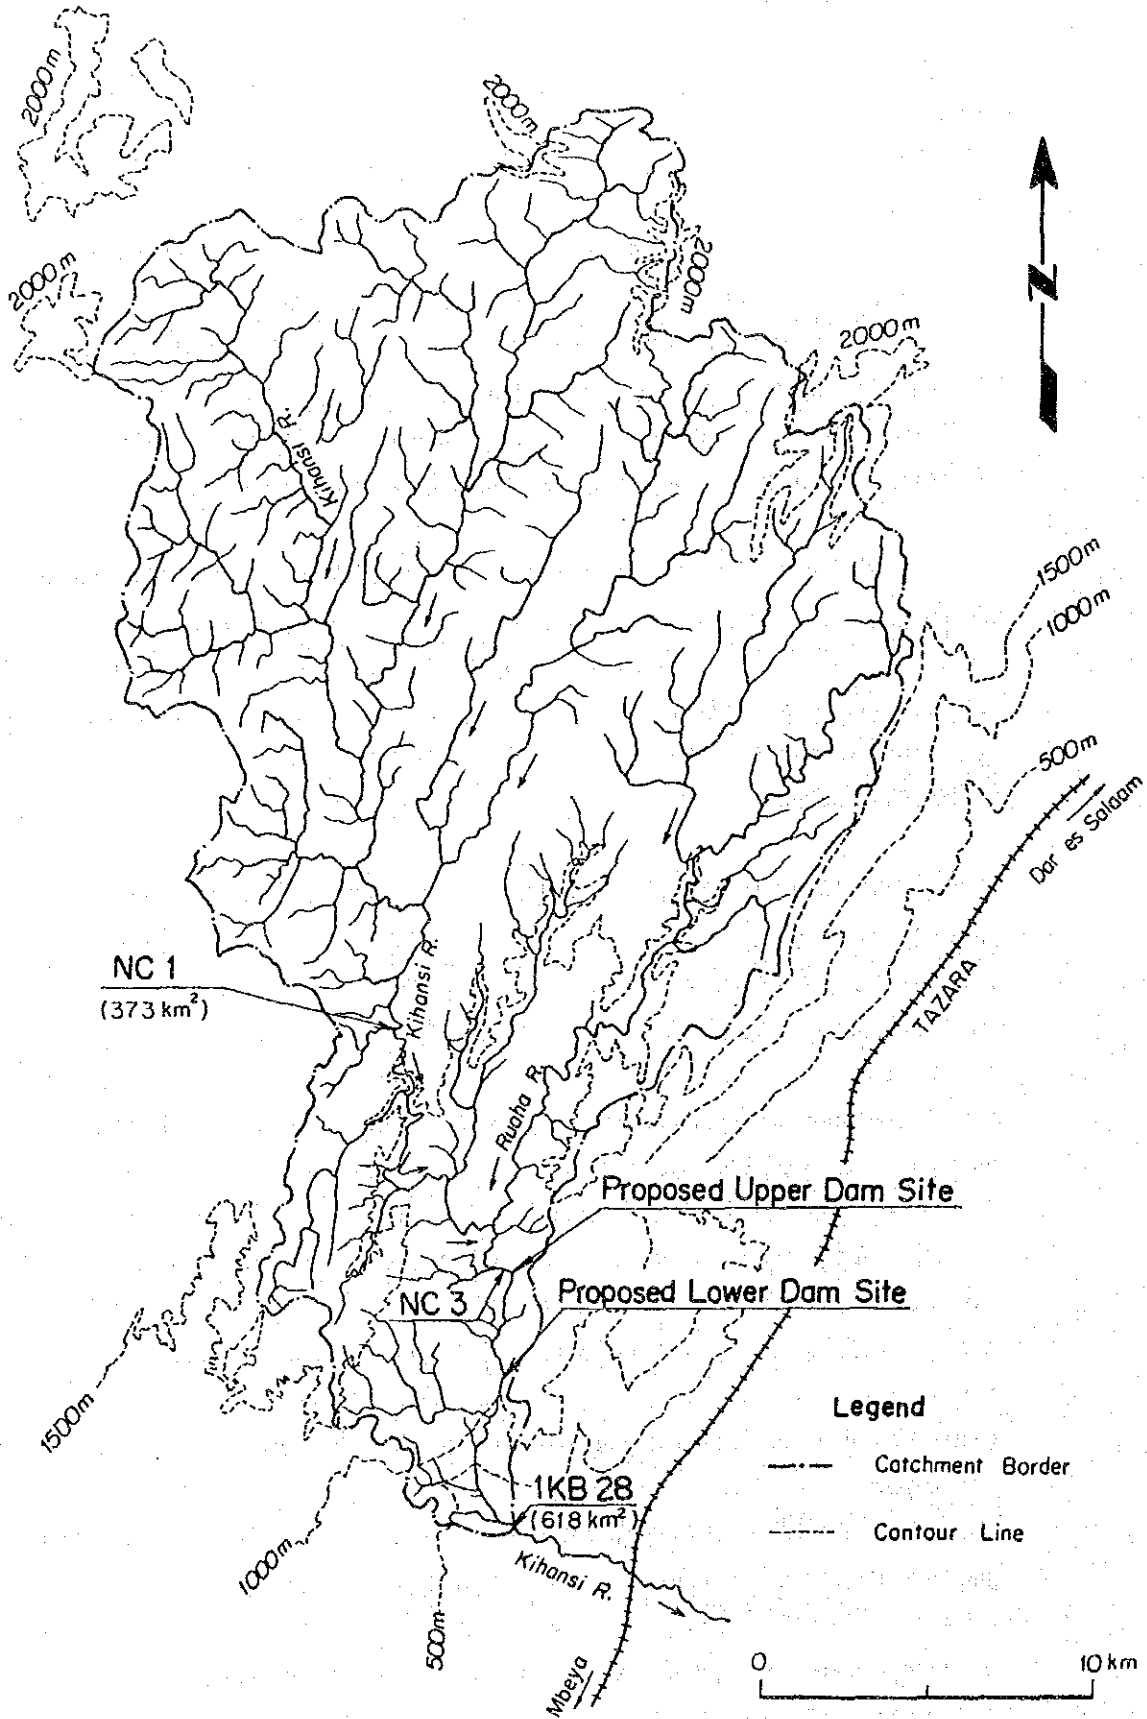 2000m
2000m
2000m
2000m
2000m
N
Kihansi R.
1500m
1000m
500m
Dar es Salaam
TAZARA
NC 1
(373 km²)
Kihansi R.
Ruaha R.
Proposed Upper Dam Site
NC 3
Proposed Lower Dam Site
1500m
Legend
Catchment Border
1KB 28
(618 km²)
Contour Line
1000m
Kihansi R.
500m
Mbeya
0 10 km